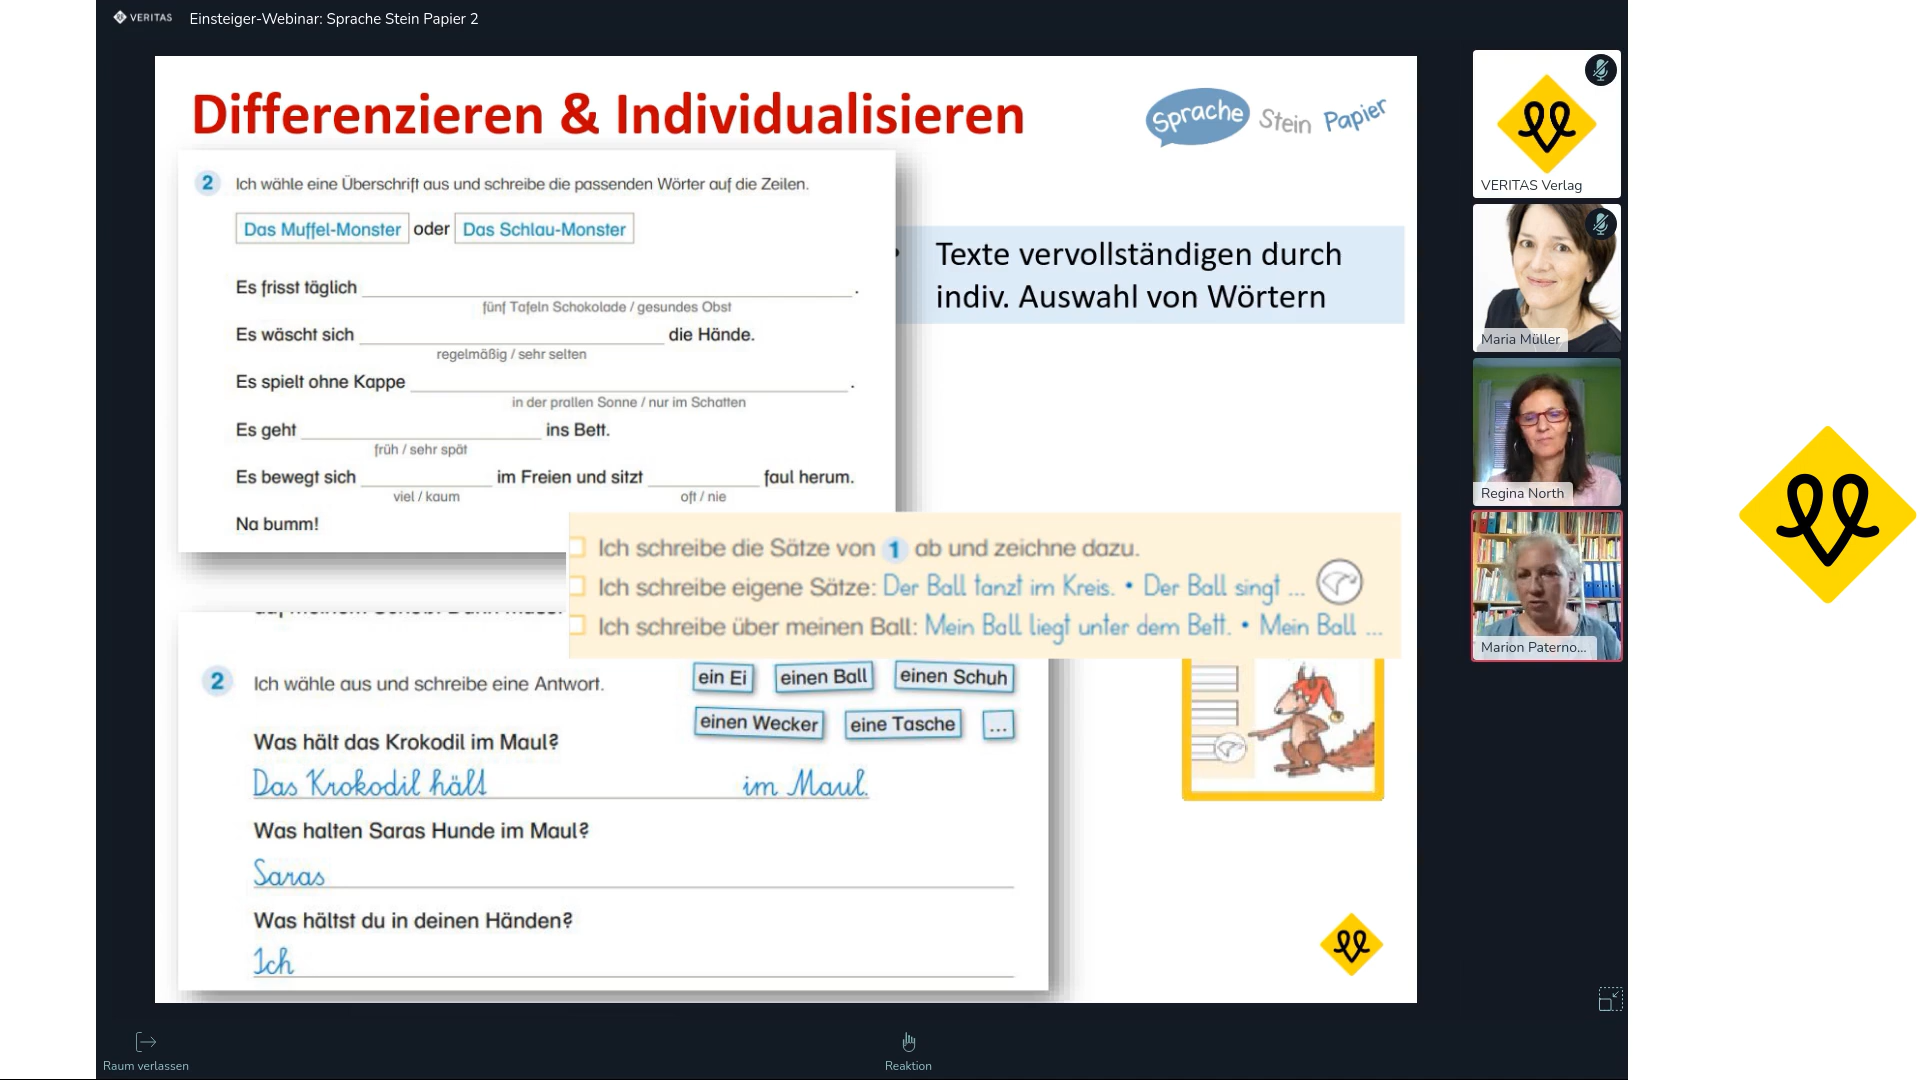 VERITAS Einsteiger-Webinar: Sprache Stein Papier 2
Differenzieren & Individualisieren
Sprache Stein Papier
2 Ich wähle eine Überschrift aus und schreibe die passenden Wörter auf die Zeilen.
Das Muffel-Monster oder Das Schlau-Monster
Es frisst täglich .
fünf Tafeln Schokolade / gesundes Obst
Es wäscht sich die Hände.
regelmäßig / sehr selten
Es spielt ohne Kappe .
in der prallen Sonne / nur im Schatten
Es geht ins Bett.
früh / sehr spät
Es bewegt sich im Freien und sitzt faul herum.
viel / kaum oft / nie
Na bumm!
• Texte vervollständigen durch
indiv. Auswahl von Wörtern
Ich schreibe die Sätze von 1 ab und zeichne dazu.
Ich schreibe eigene Sätze: Der Ball tanzt im Kreis. • Der Ball singt ...
Ich schreibe über meinen Ball: Mein Ball liegt unter dem Bett. • Mein Ball ...
2 Ich wähle aus und schreibe eine Antwort.
ein Ei einen Ball einen Schuh
einen Wecker eine Tasche ...
Was hält das Krokodil im Maul?
Das Krokodil hält im Maul.
Was halten Saras Hunde im Maul?
Saras
Was hältst du in deinen Händen?
Ich
VERITAS Verlag
Maria Müller
Regina North
Marion Paterno...
Raum verlassen
Reaktion